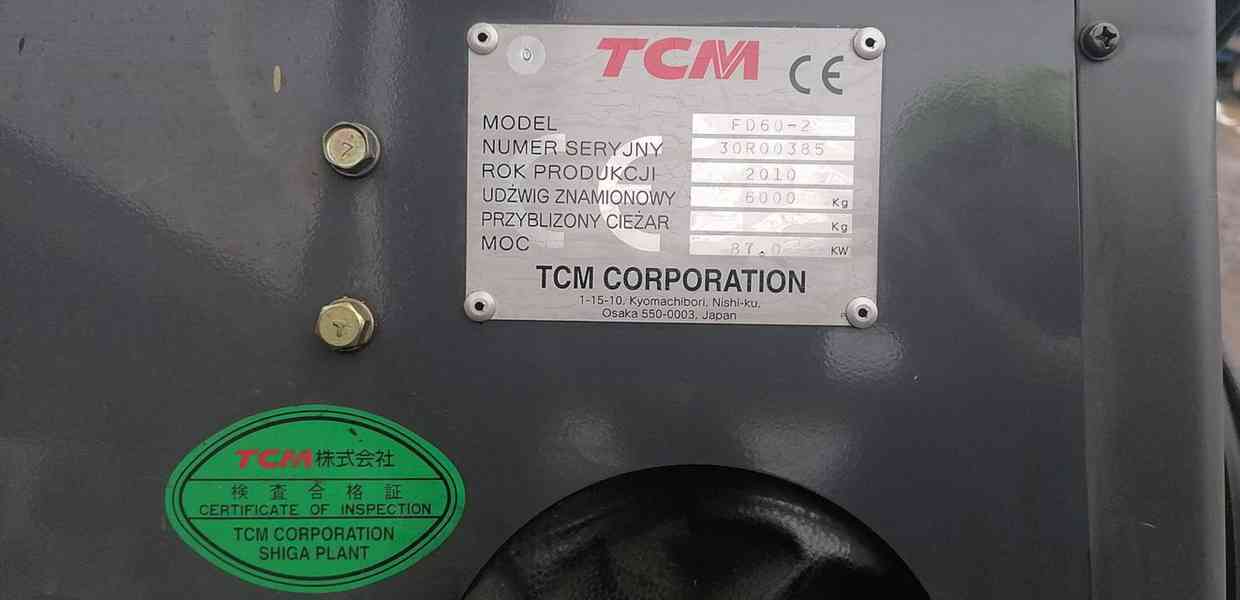 TCM CE
MODEL FD60-2
NUMER SERYJNY 30R00385
ROK PRODUKCJI 2010
UDŹWIG ZNAMIONOWY 6000 Kg
PRZYBLIZONY CIEŻAR Kg
MOC 87.0 KW
TCM CORPORATION
1-15-10, Kyomachibori, Nishi-ku,
Osaka 550-0003, Japan
TCM株式会社
検査合格証
CERTIFICATE OF INSPECTION
TCM CORPORATION
SHIGA PLANT